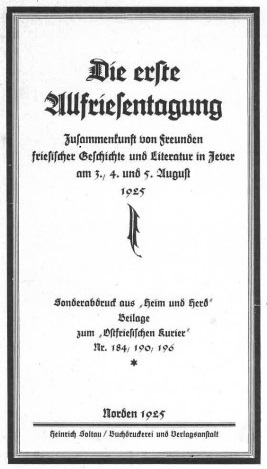 Die erste
Allfriesentagung
Zusammenkunft von Freunden
friesischer Geschichte und Literatur in Jever
am 3., 4. und 5. August
1925
Sonderabdruck aus „Heim und Herd“
Beilage
zum „Ostfriesischen Kurier“
Nr. 184, 190, 196
*
Norden 1925
Heinrich Soltau / Buchdruckerei und Verlagsanstalt